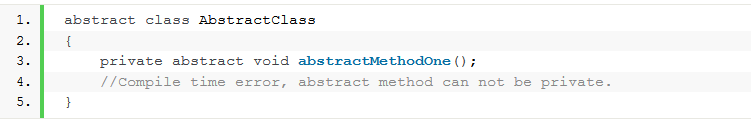 1. abstract class AbstractClass
2. {
3. private abstract void abstractMethodOne();
4. //Compile time error, abstract method can not be private.
5. }